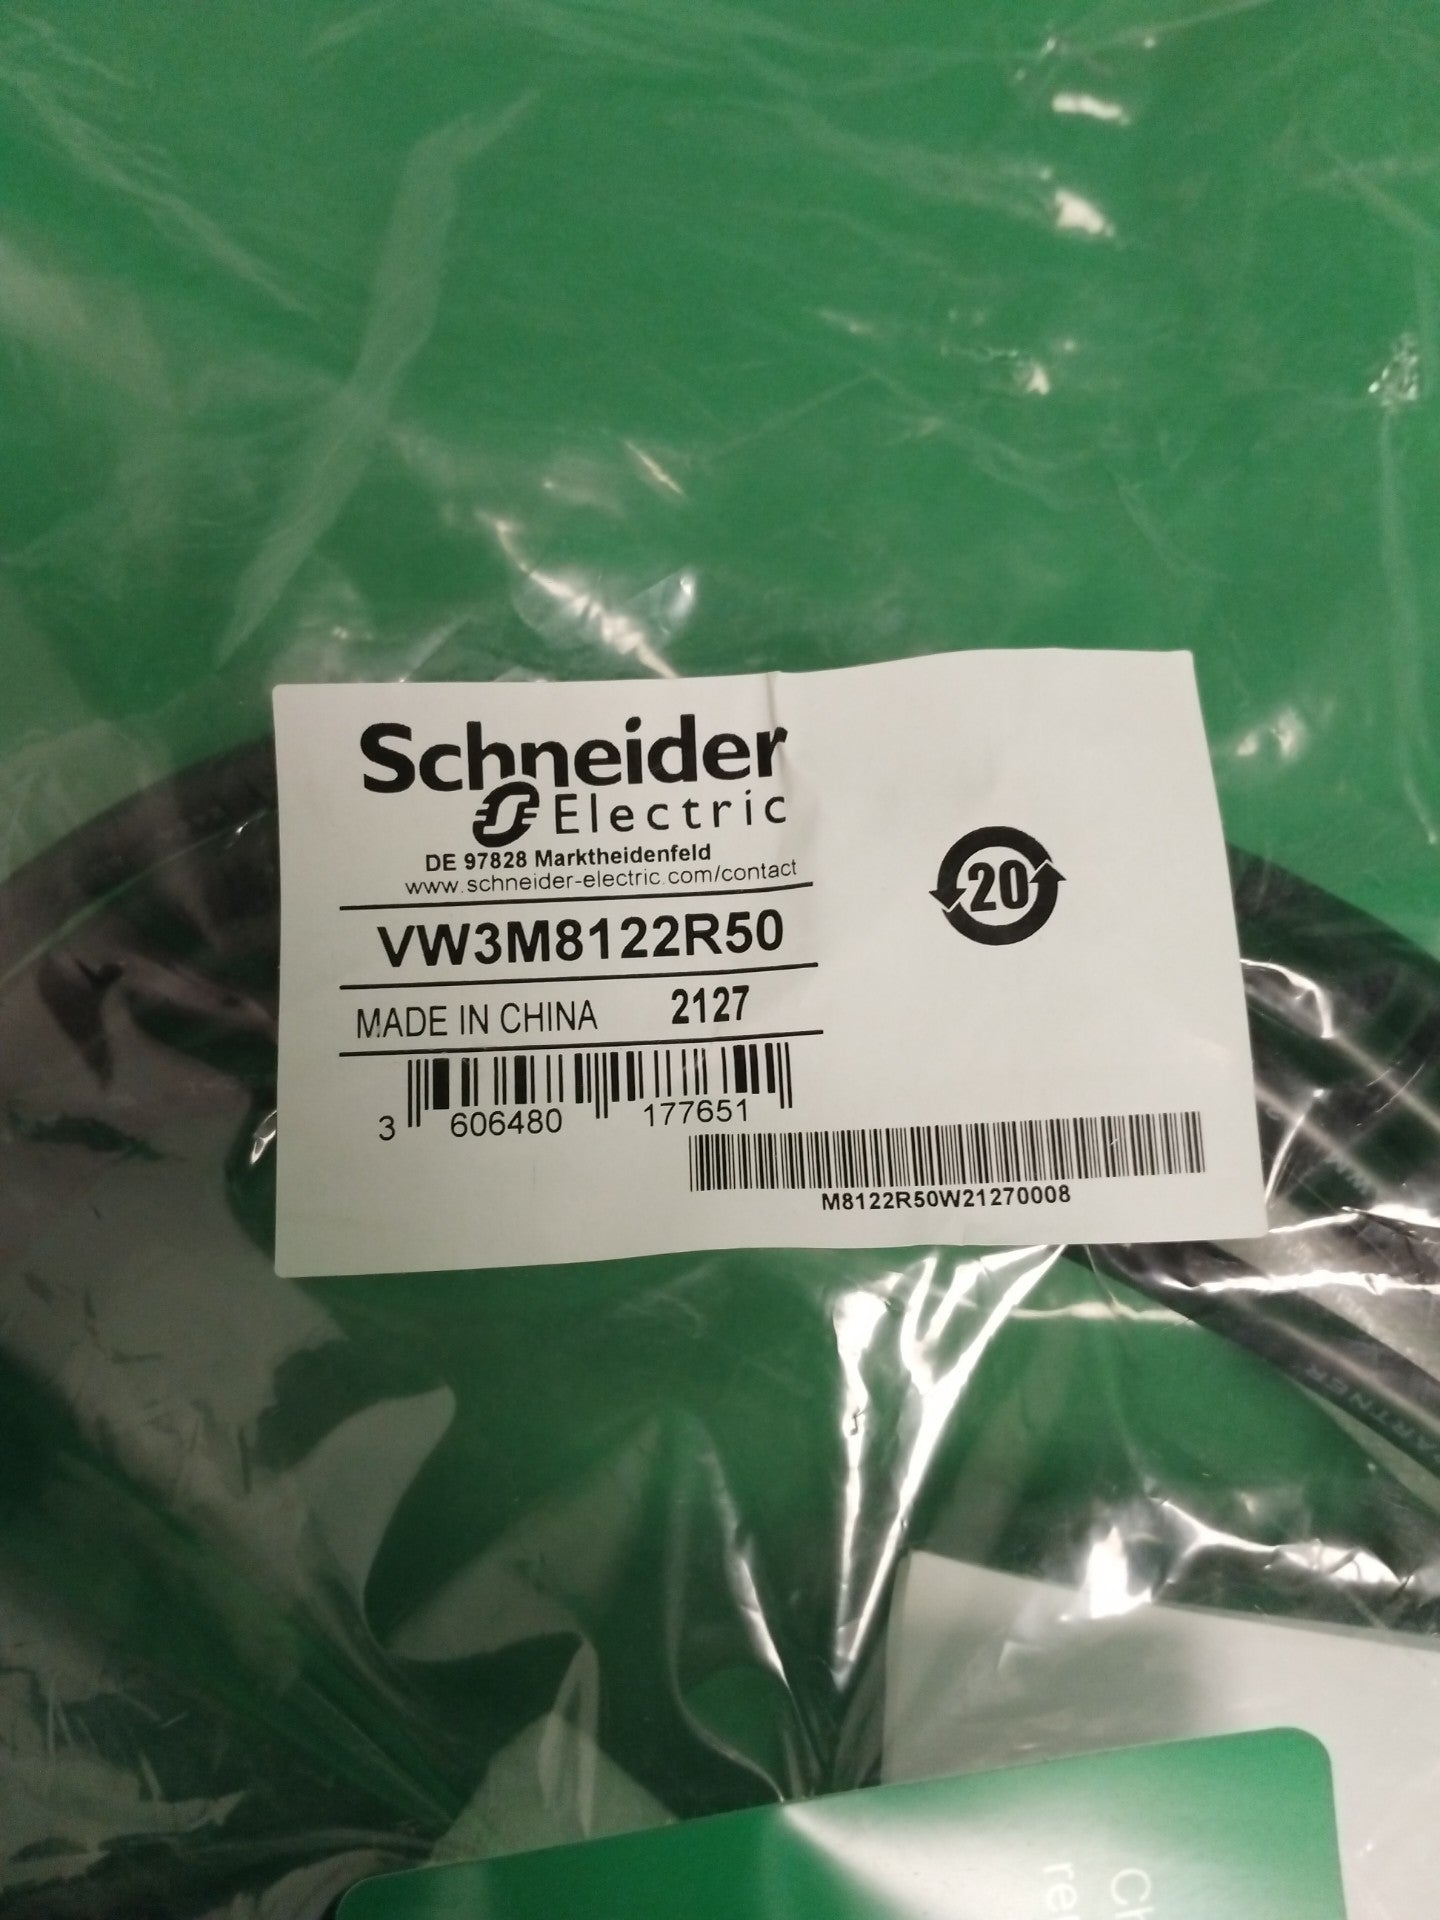 Schneider
Electric
DE 97828 Marktheidenfeld
www.schneider-electric.com/contact
20
VW3M8122R50
MADE IN CHINA 2127
3 606480 177651
M8122R50W21270008